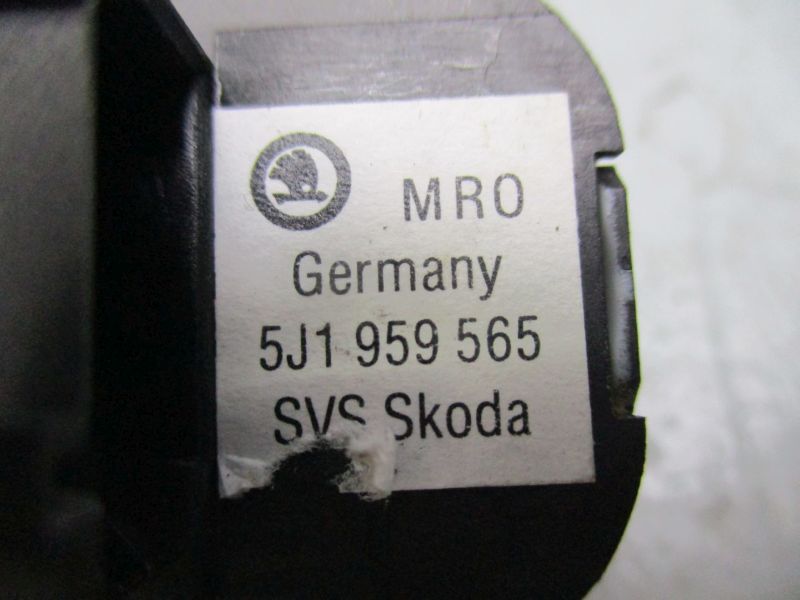 MRO
Germany
5J1 959 565
SVS Skoda